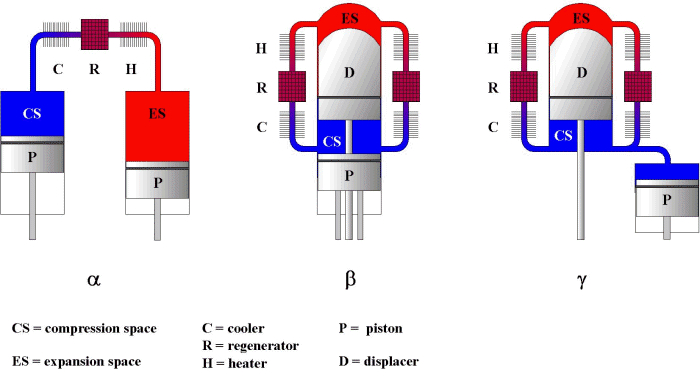 C R H
CS
ES
P
P
ES
H
D
R
C
CS
P
ES
H
D
R
C
CS
P
α β γ
CS = compression space C = cooler P = piston
R = regenerator
ES = expansion space H = heater D = displacer